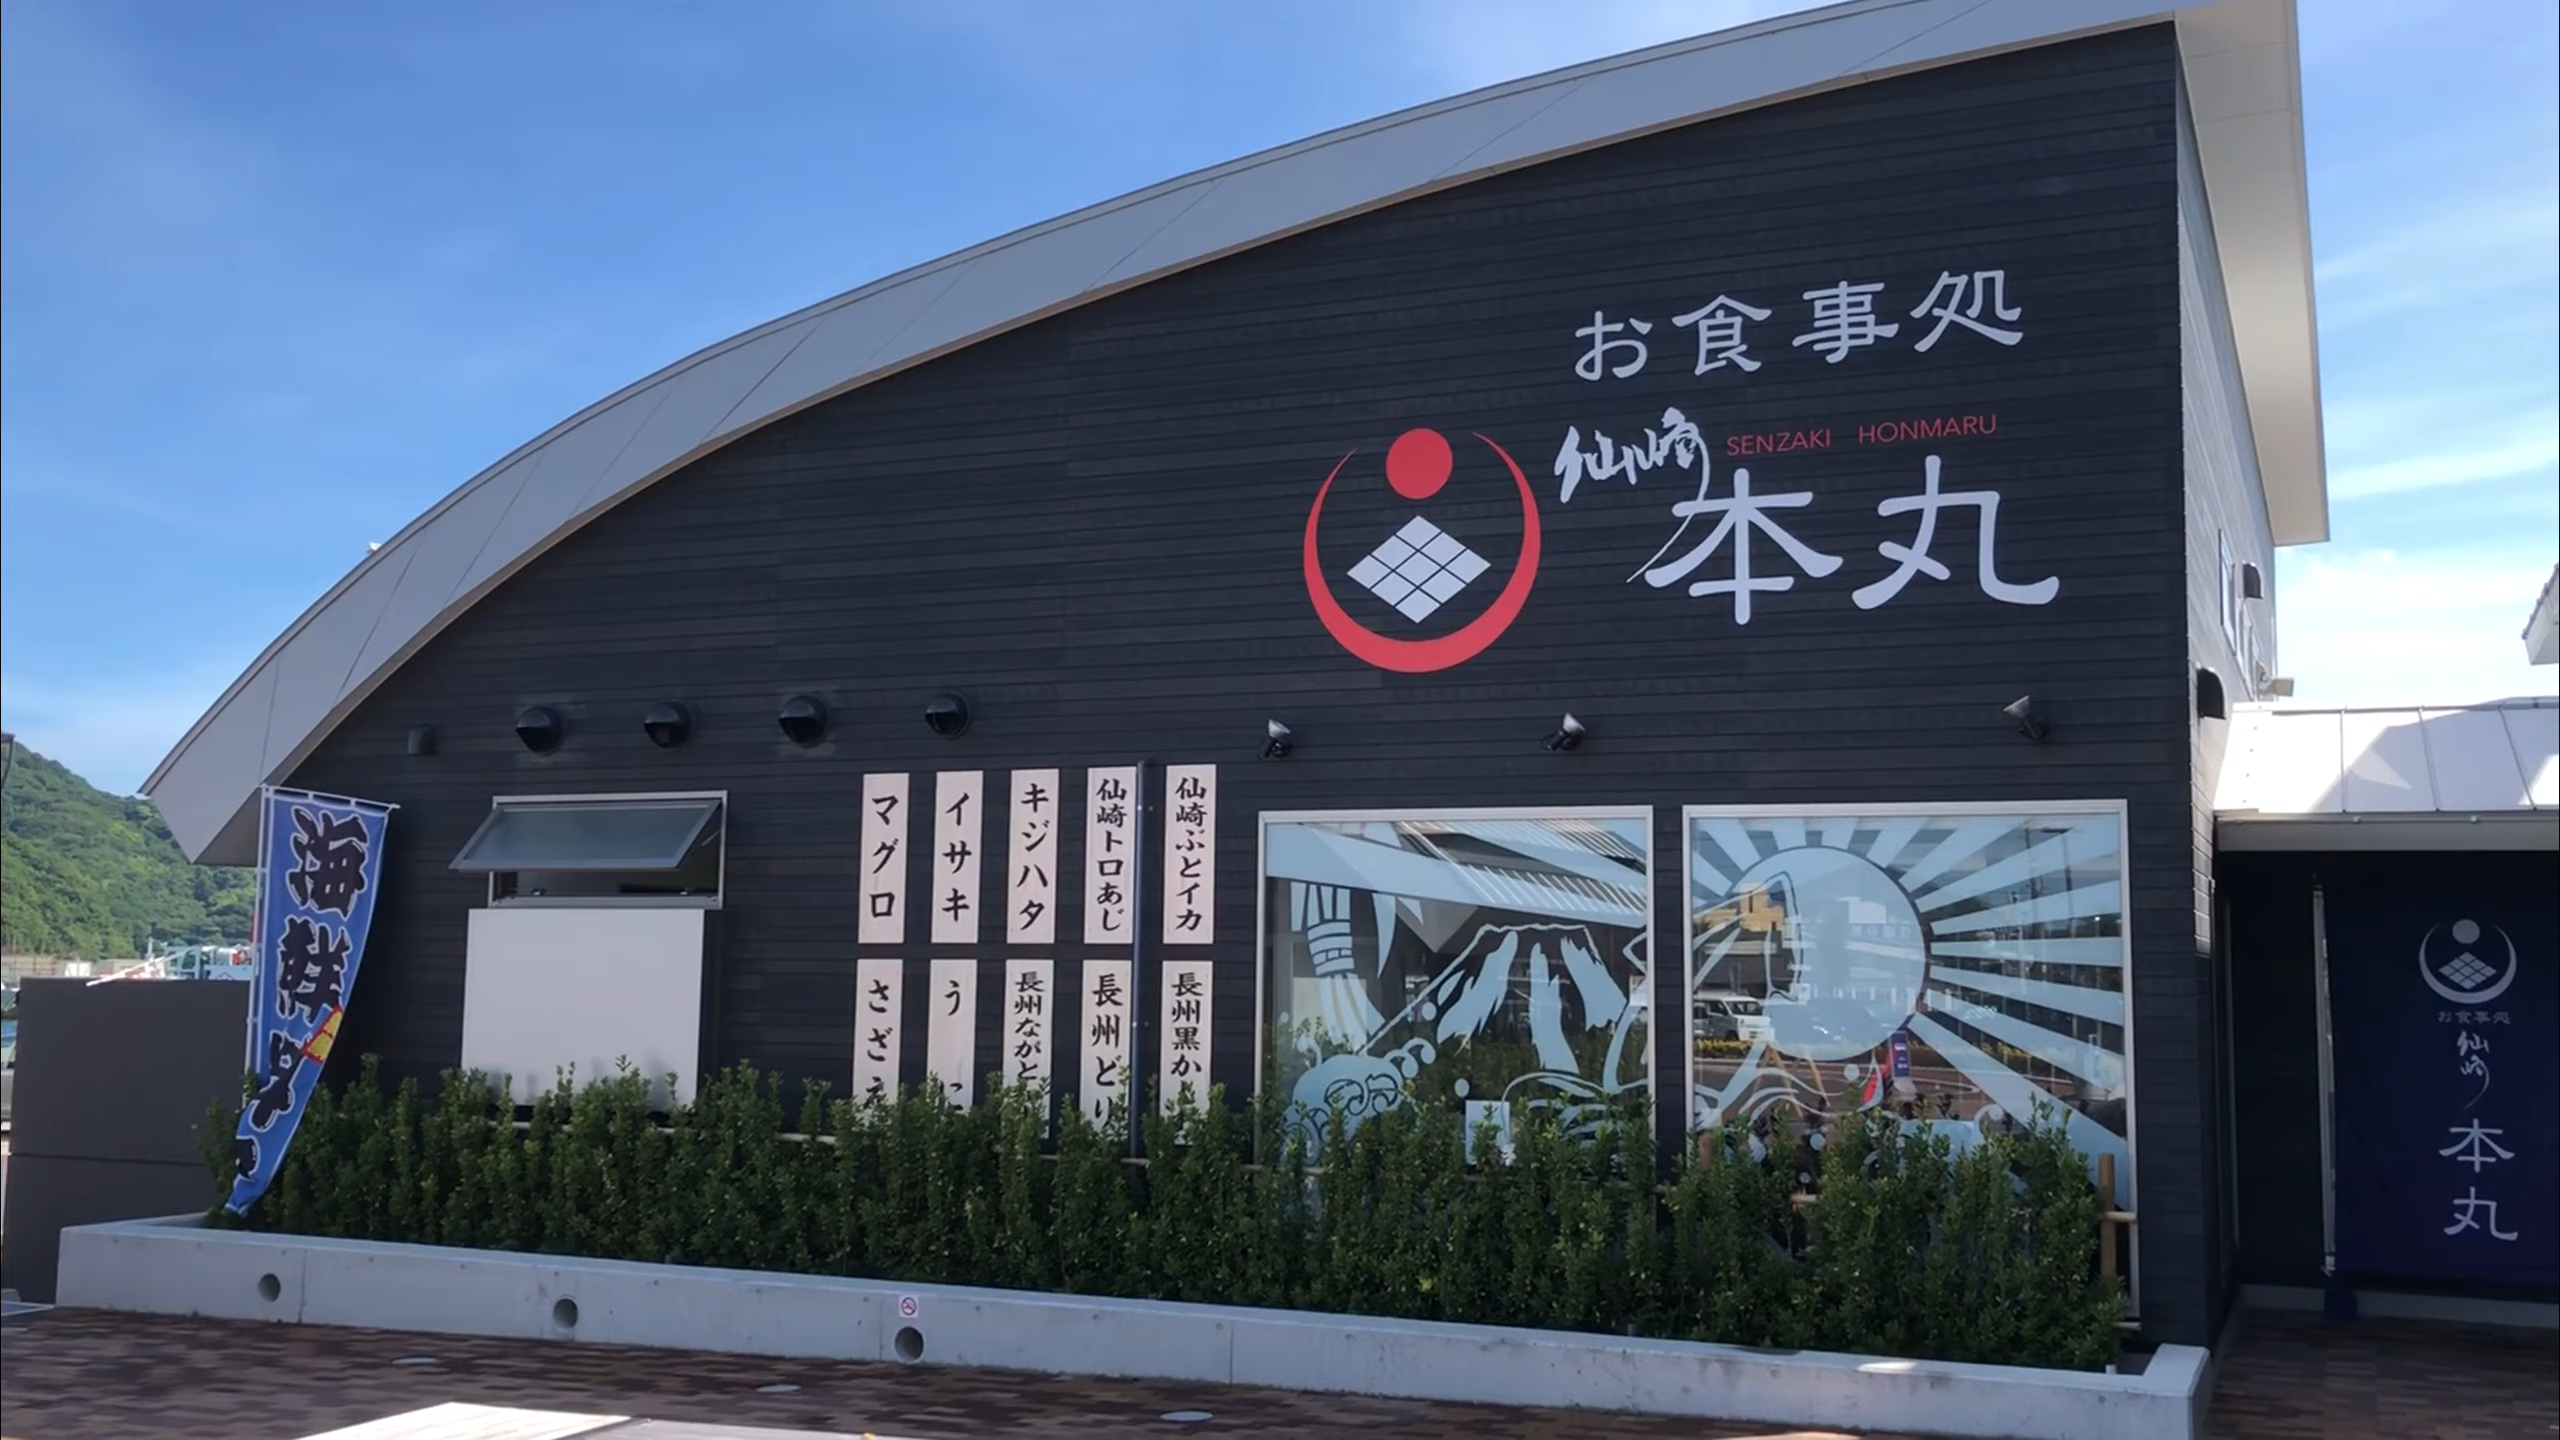 お食事処
仙崎
SENZAKI HONMARU
本丸
仙崎ぶとイカ
仙崎トロあじ
キジハタ
イサキ
マグロ
長州黒か
長州どり
長州ながと
うに
さざえ
海鮮
お食事処
仙崎
本丸